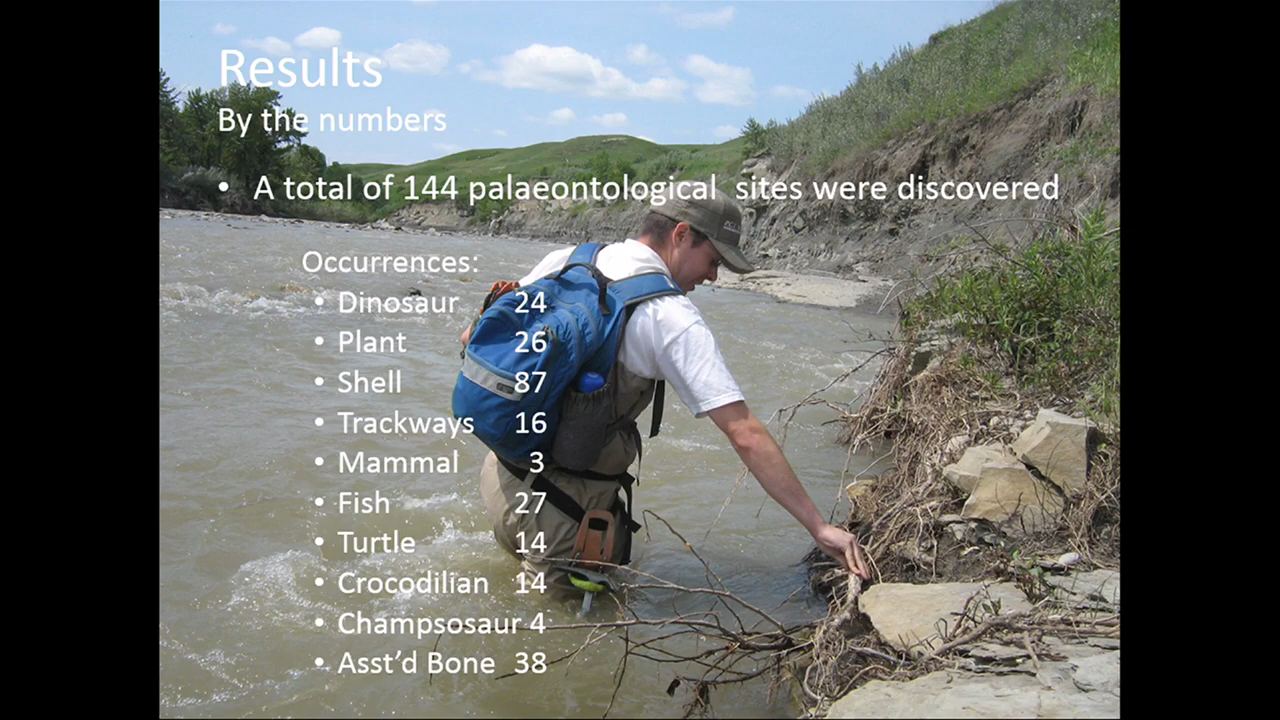 Results
By the numbers
• A total of 144 palaeontological sites were discovered
Occurrences:
• Dinosaur 24
• Plant 26
• Shell 87
• Trackways 16
• Mammal 3
• Fish 27
• Turtle 14
• Crocodilian 14
• Champsosaur 4
• Asst’d Bone 38